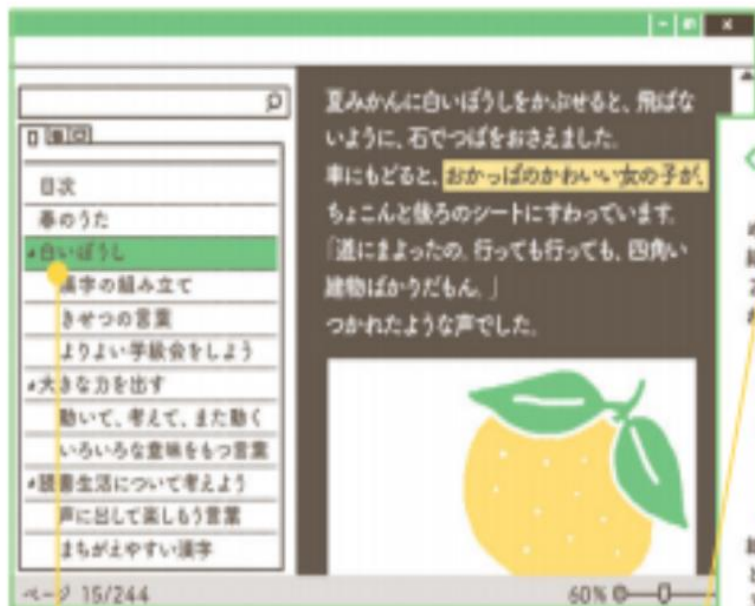 目次
春のうた
白いぼうし
漢字の組み立て
きせつの言葉
よりよい学級会をしよう
大きな力を出す
動いて、考えて、また動く
いろいろな意味をもつ言葉
読書生活について考えよう
声に出して楽しもう言葉
まちがえやすい漢字
夏みかんに白いぼうしをかぶせると、飛ばな
いように、石でつばをおさえました。
車にもどると、おかっぱのかわいい女の子が、
ちょこんと後ろのシートにすわっています。
「道にまよったの。行っても行っても、四角い
建物ばかりだもん。」
つかれたような声でした。
ページ 15/244
60%